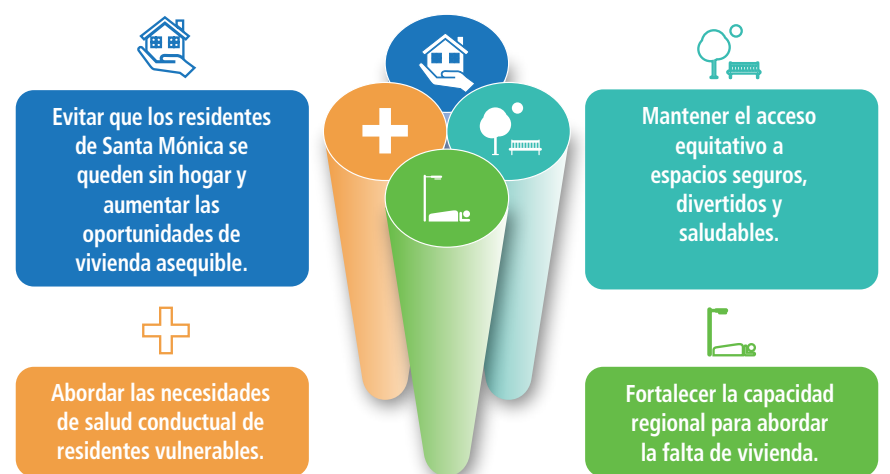 Evitar que los residentes
de Santa Mónica se
queden sin hogar y
aumentar las
oportunidades de
vivienda asequible.
Mantener el acceso
equitativo a
espacios seguros,
divertidos y
saludables.
Abordar las necesidades
de salud conductual de
residentes vulnerables.
Fortalecer la capacidad
regional para abordar
la falta de vivienda.